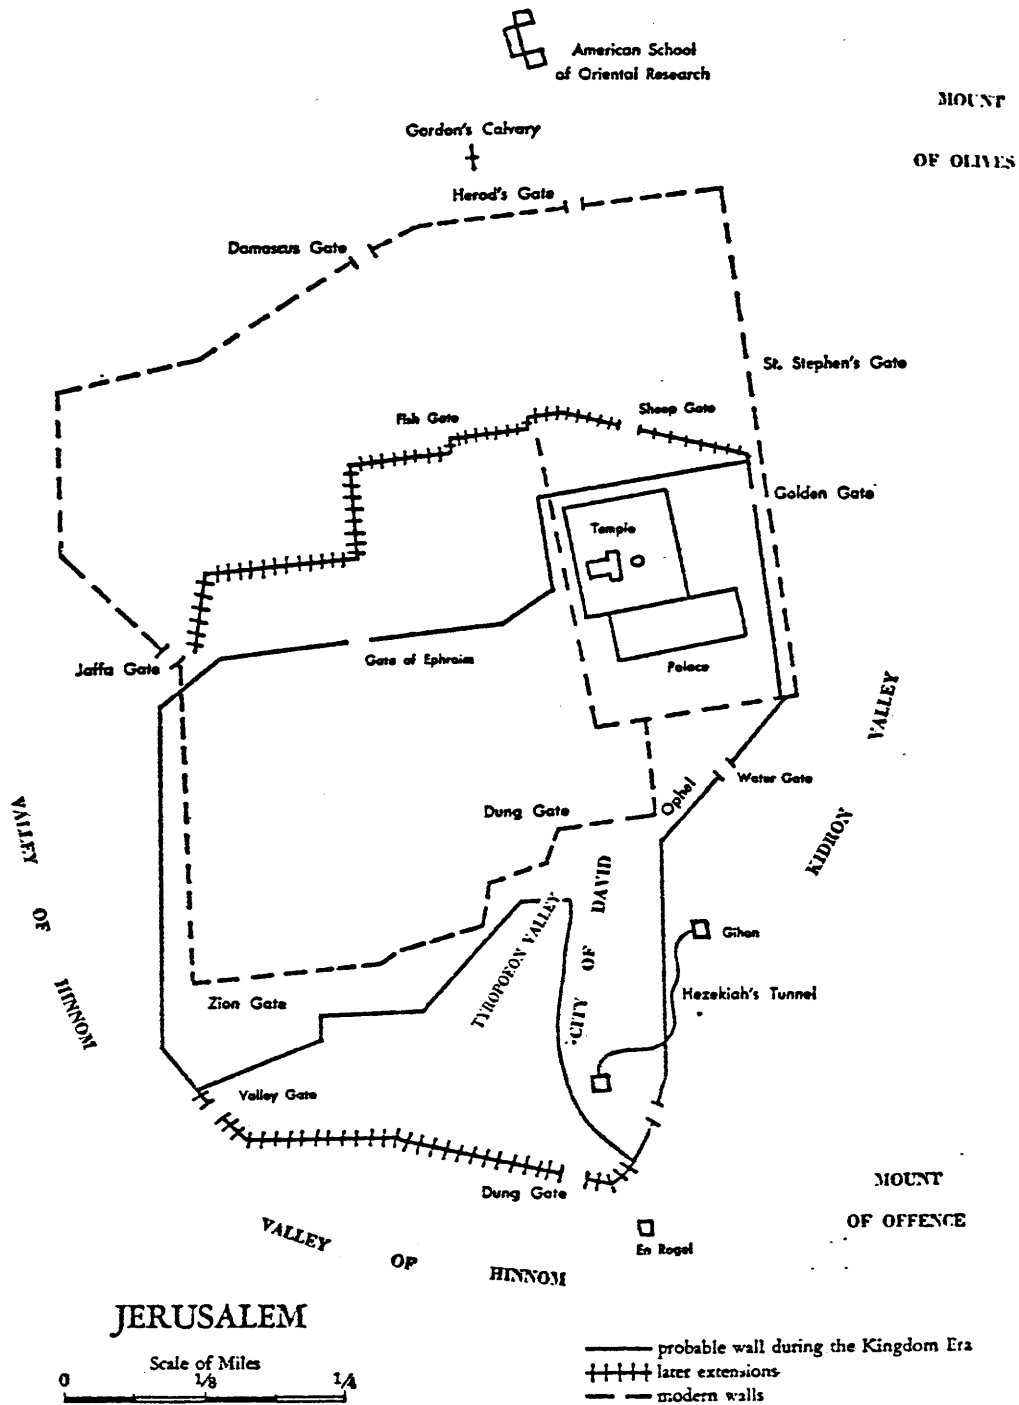 American School
of Oriental Research
MOUNT
OF OLIVES
Gordon's Calvary
Herod's Gate
Damascus Gate
St. Stephen's Gate
Fish Gate
Sheep Gate
Golden Gate
Temple
Jaffa Gate
Gate of Ephraim
Palace
VALLEY
KIDRON
Water Gate
Ophel
Dung Gate
VALLEY
OF
HINNOM
CITY OF DAVID
TYROPOEON VALLEY
Gihon
Hezekiah's Tunnel
Zion Gate
Valley Gate
Dung Gate
MOUNT
OF OFFENCE
En Rogel
VALLEY OF HINNOM
JERUSALEM
Scale of Miles
0 1/8 1/4
probable wall during the Kingdom Era
later extensions
modern walls